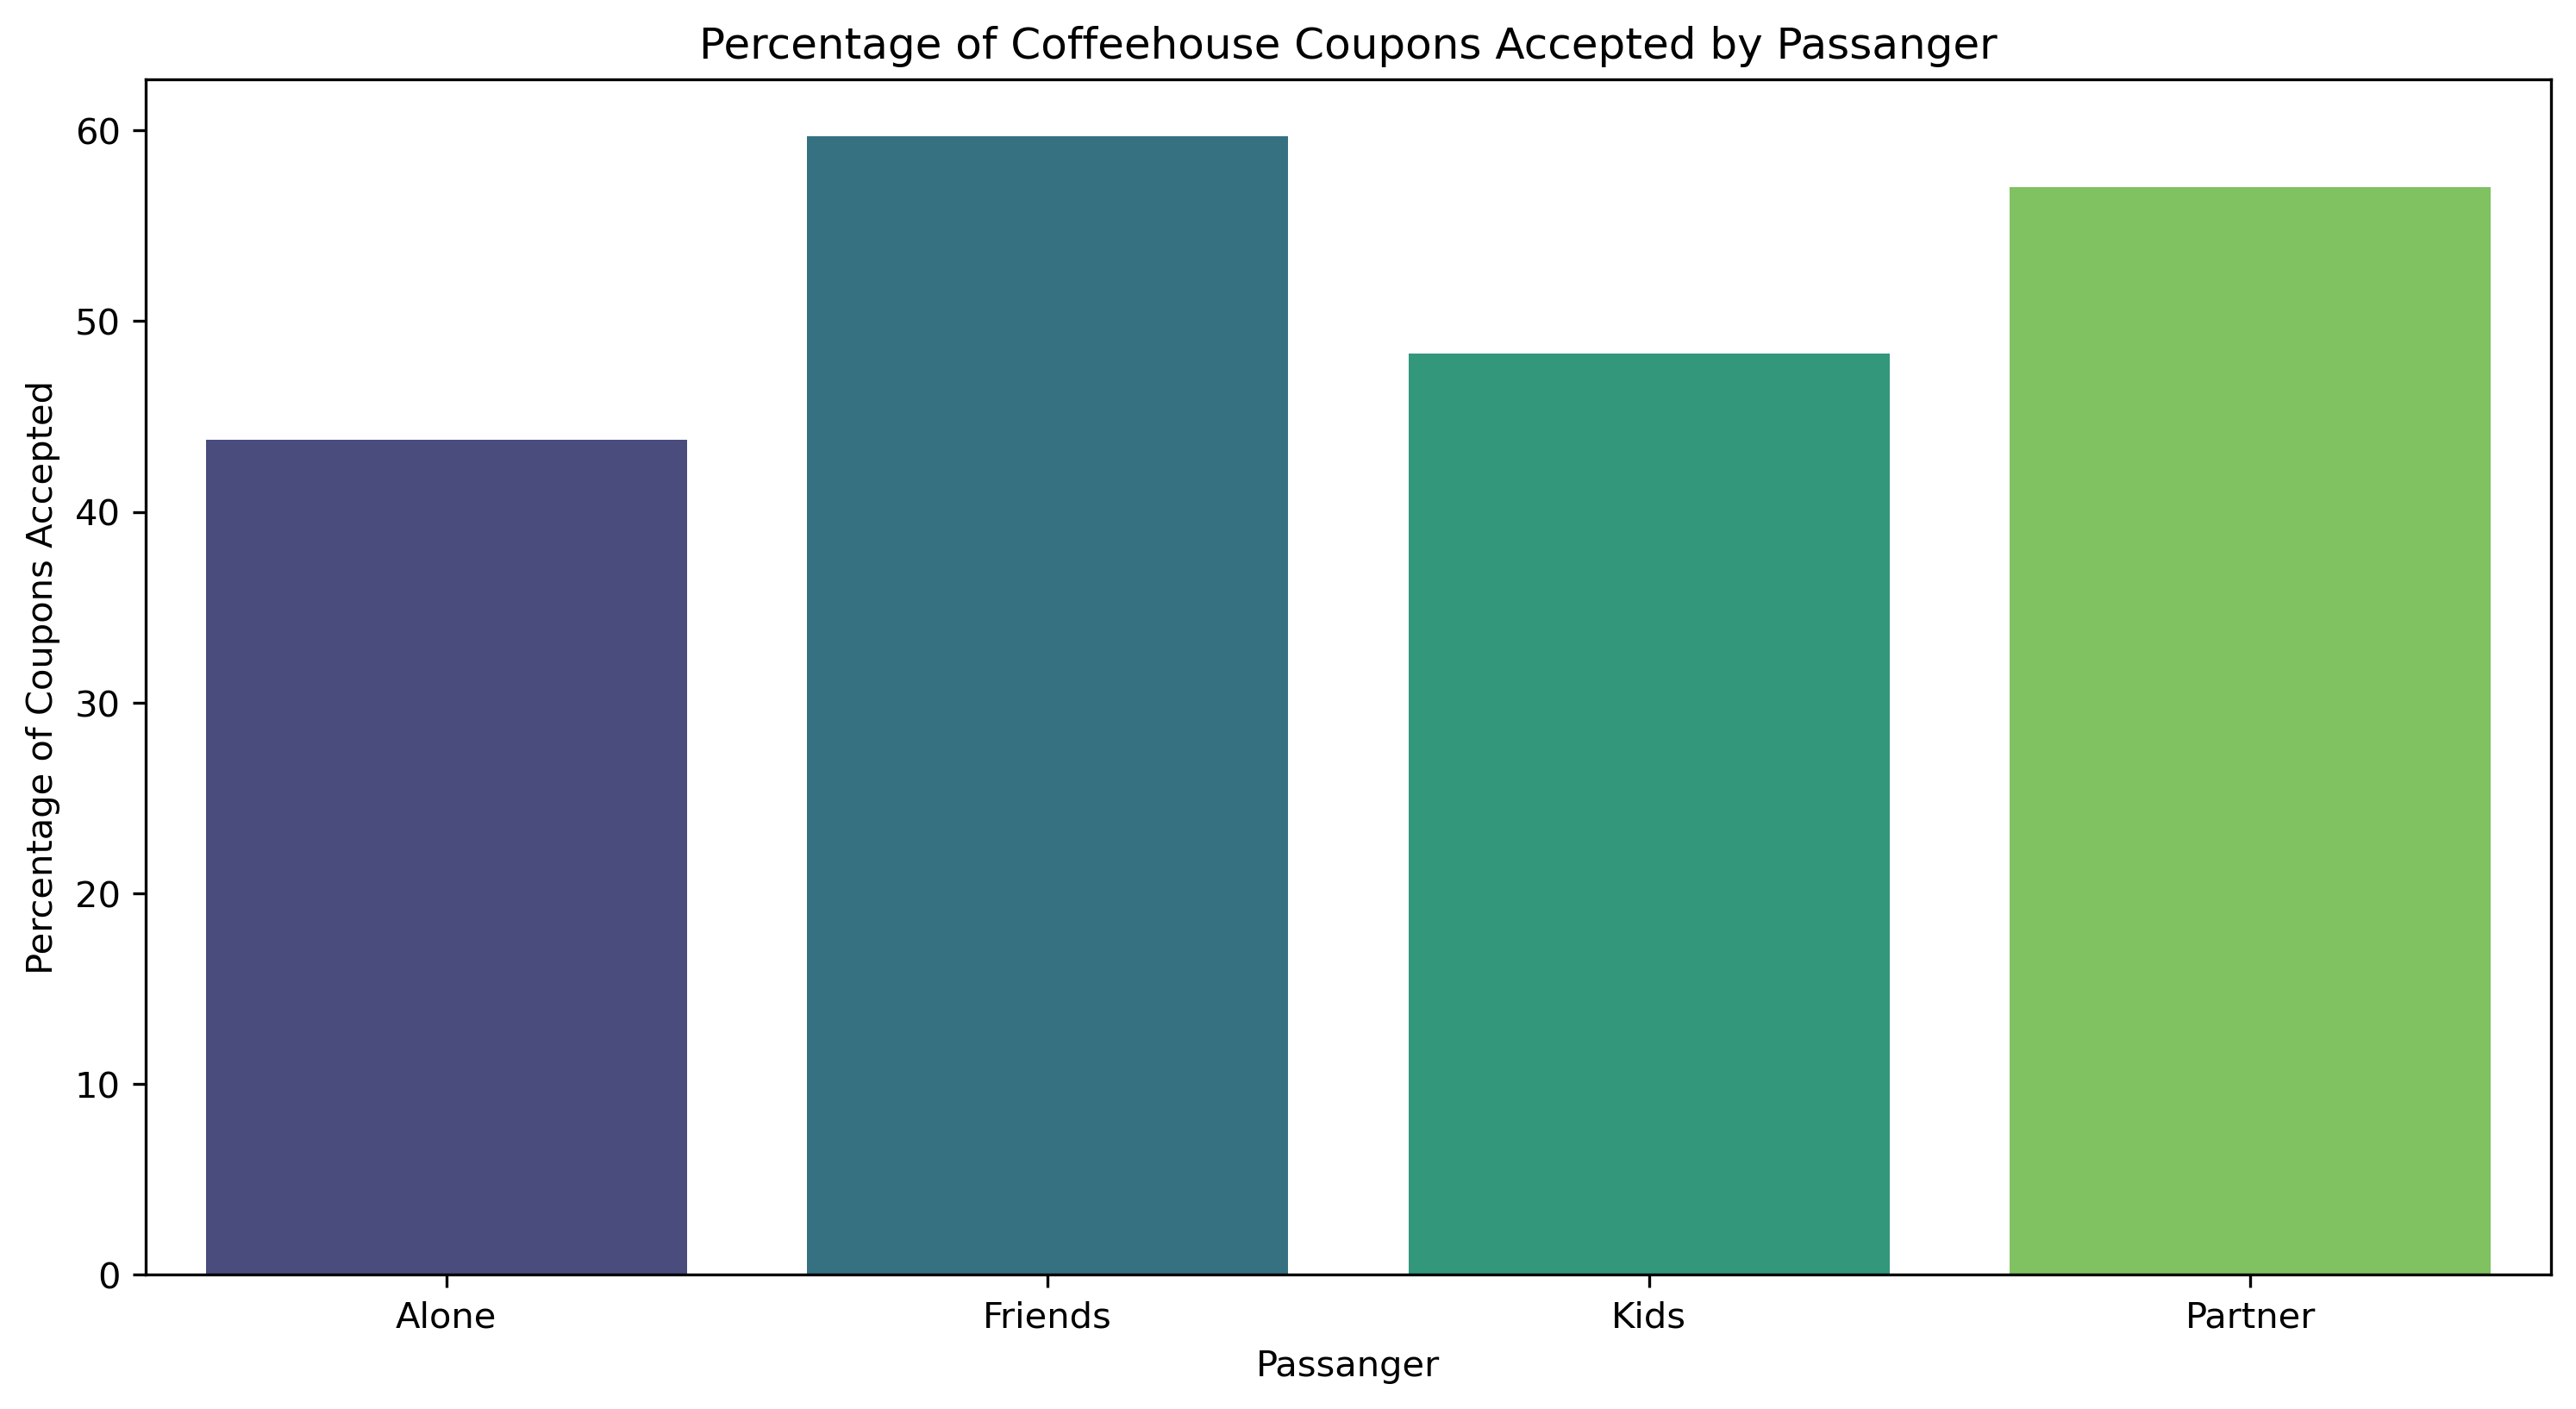 Percentage of Coffeehouse Coupons Accepted by Passanger
Percentage of Coupons Accepted
60
50
40
30
20
10
0
Alone
Friends
Kids
Partner
Passanger